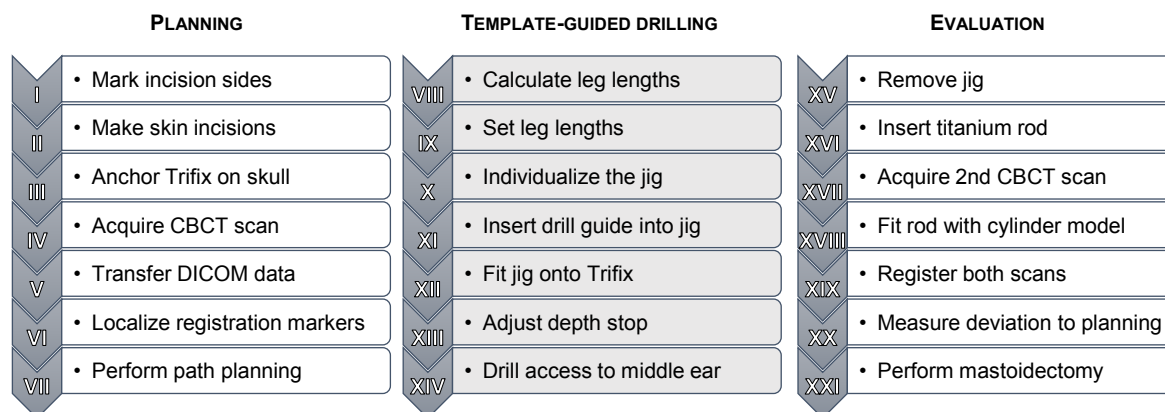 PLANNING
I
• Mark incision sides
II
• Make skin incisions
III
• Anchor Trifix on skull
IV
• Acquire CBCT scan
V
• Transfer DICOM data
VI
• Localize registration markers
VII
• Perform path planning
TEMPLATE-GUIDED DRILLING
VIII
• Calculate leg lengths
IX
• Set leg lengths
X
• Individualize the jig
XI
• Insert drill guide into jig
XII
• Fit jig onto Trifix
XIII
• Adjust depth stop
XIV
• Drill access to middle ear
EVALUATION
XV
• Remove jig
XVI
• Insert titanium rod
XVII
• Acquire 2nd CBCT scan
XVIII
• Fit rod with cylinder model
XIX
• Register both scans
XX
• Measure deviation to planning
XXI
• Perform mastoidectomy